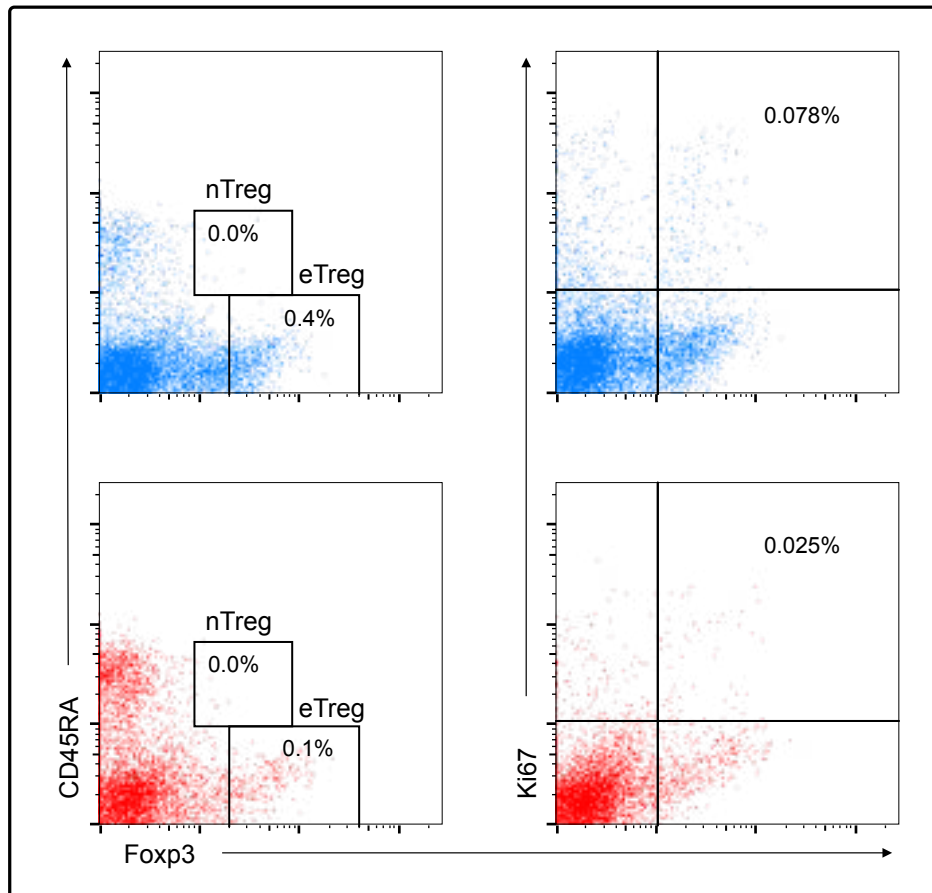 nTreg
0.0%
eTreg
0.4%
0.078%
nTreg
0.0%
eTreg
0.1%
0.025%
CD45RA
Ki67
Foxp3